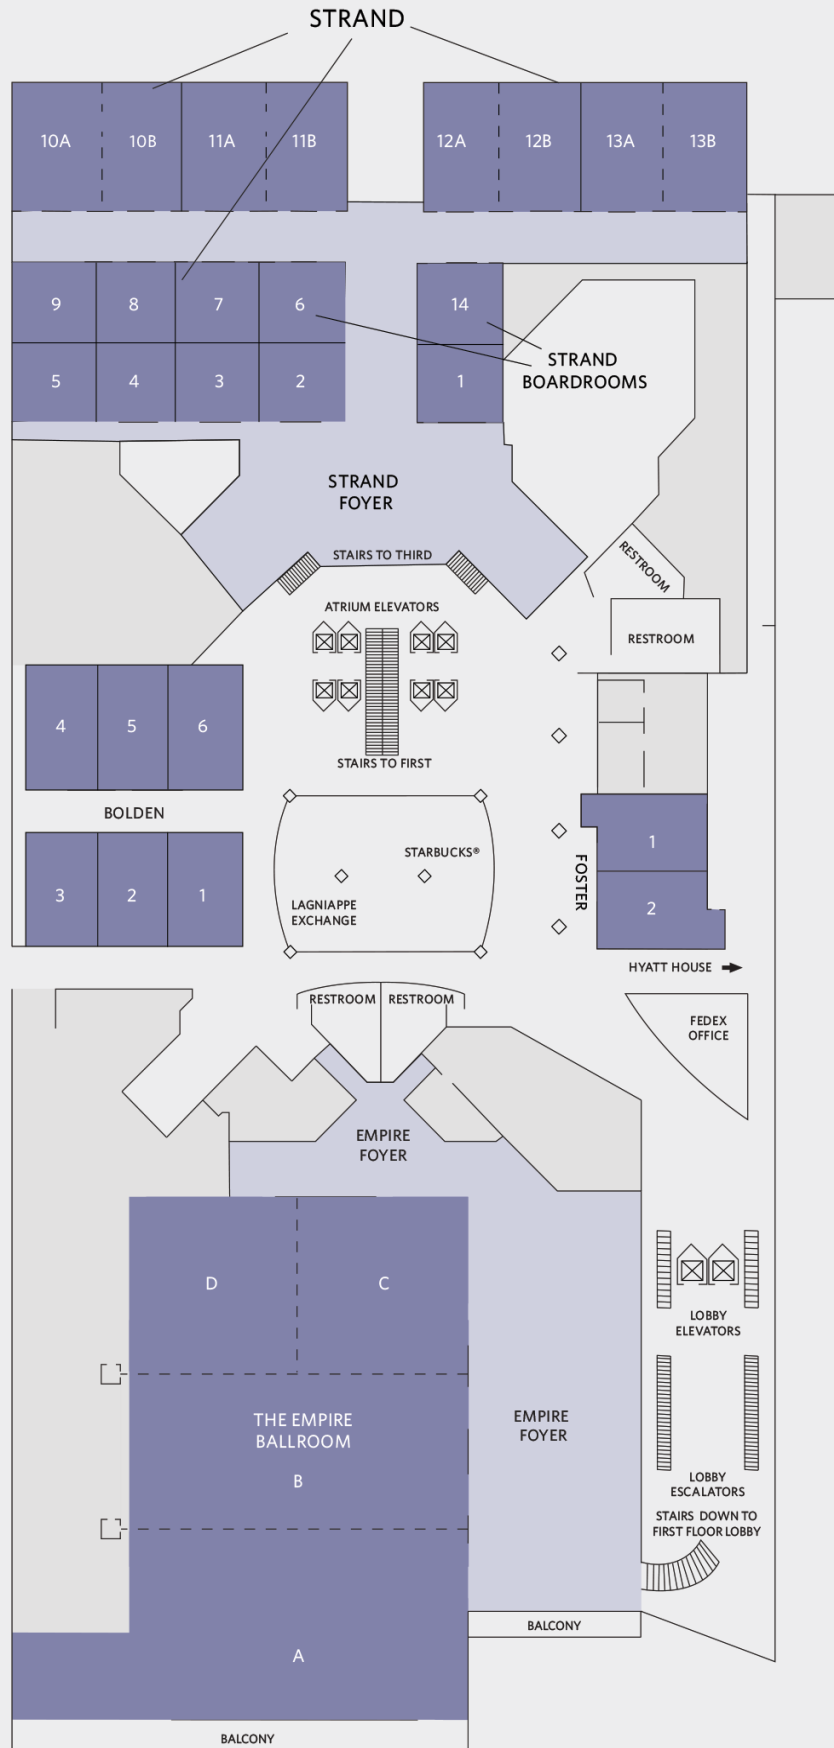 STRAND
10A 10B 11A 11B 12A 12B 13A 13B
9 8 7 6 14
STRAND
BOARDROOMS
5 4 3 2 1
STRAND
FOYER
STAIRS TO THIRD
RESTROOM
ATRIUM ELEVATORS
RESTROOM
4 5 6
STAIRS TO FIRST
BOLDEN
1
STARBUCKS®
FOSTER
3 2 1
LAGNIAPPE
EXCHANGE
2
HYATT HOUSE
RESTROOM RESTROOM
FEDEX
OFFICE
EMPIRE
FOYER
D C
LOBBY
ELEVATORS
THE EMPIRE
BALLROOM
EMPIRE
FOYER
B
LOBBY
ESCALATORS
STAIRS DOWN TO
FIRST FLOOR LOBBY
BALCONY
A
BALCONY